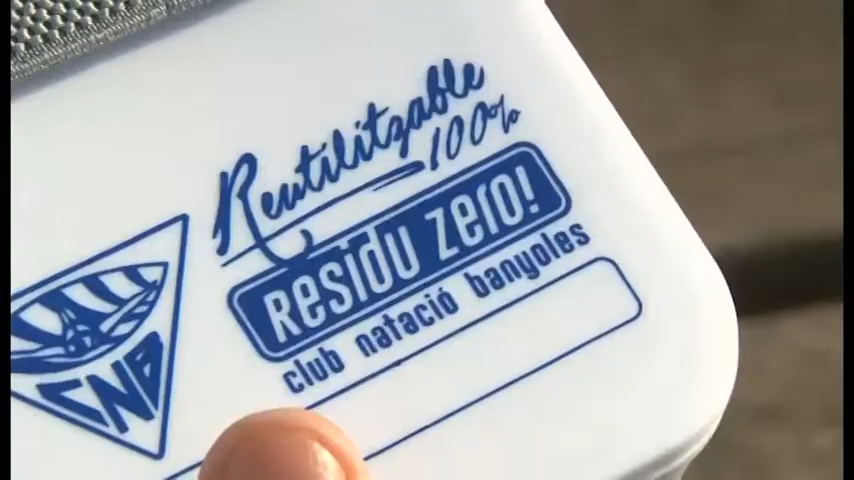 Reutilitzable
100%
Residu zero!
club natació banyoles
CNB